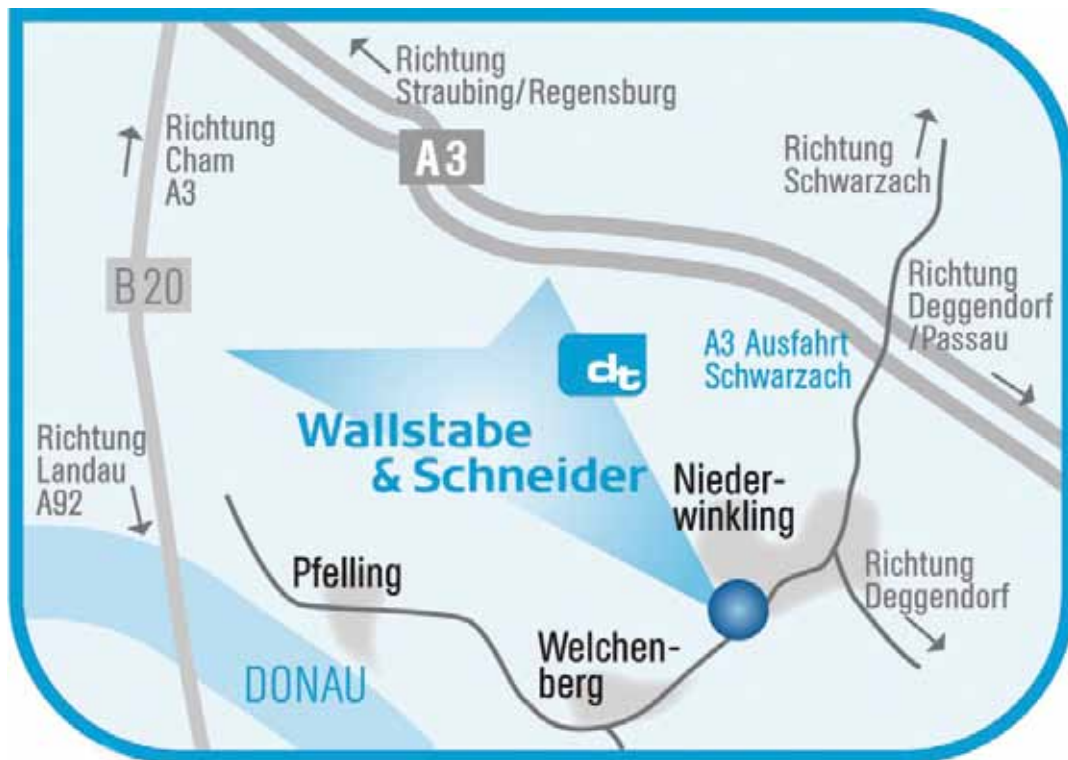 Richtung
Straubing/Regensburg
Richtung
Cham
A3
A3
Richtung
Schwarzach
B 20
Richtung
Deggendorf
/Passau
dt
A3 Ausfahrt
Schwarzach
Wallstabe
& Schneider
Richtung
Landau
A92
Nieder-
winkling
Pfelling
Richtung
Deggendorf
Welchen-
berg
DONAU